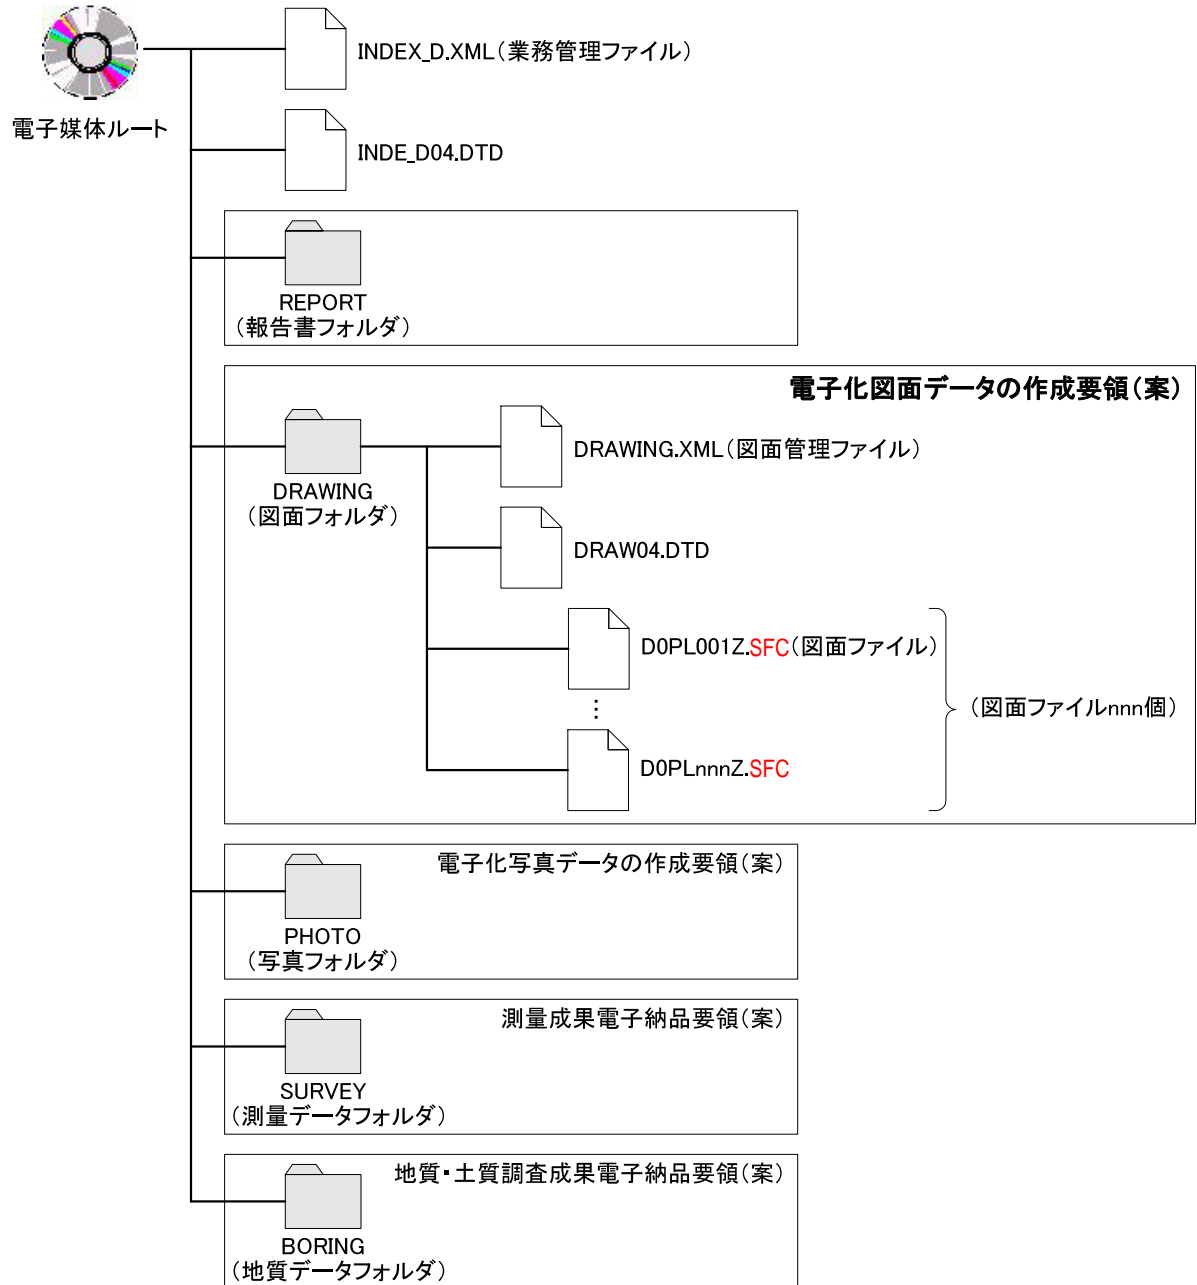 電子媒体ルート
INDEX_D.XML(業務管理ファイル)
INDE_D04.DTD
REPORT
(報告書フォルダ)
電子化図面データの作成要領(案)
DRAWING
(図面フォルダ)
DRAWING.XML(図面管理ファイル)
DRAW04.DTD
D0PL001Z.SFC(図面ファイル)
⋮
(図面ファイルnnn個)
D0PLnnnZ.SFC
電子化写真データの作成要領(案)
PHOTO
(写真フォルダ)
測量成果電子納品要領(案)
SURVEY
(測量データフォルダ)
地質・土質調査成果電子納品要領(案)
BORING
(地質データフォルダ)